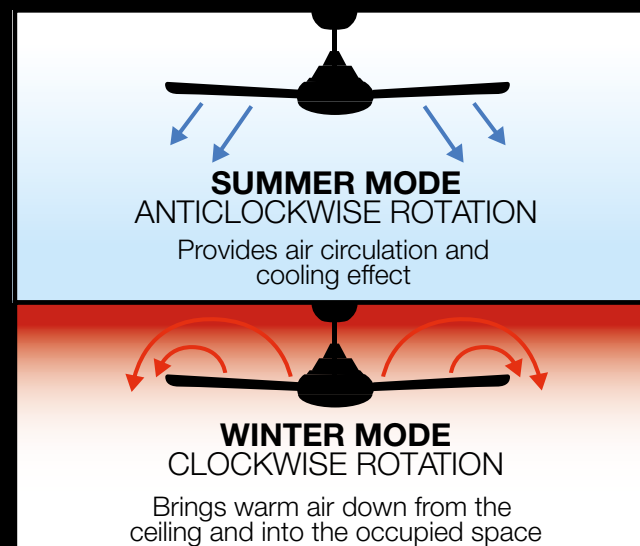 SUMMER MODE
ANTICLOCKWISE ROTATION
Provides air circulation and
cooling effect
WINTER MODE
CLOCKWISE ROTATION
Brings warm air down from the
ceiling and into the occupied space